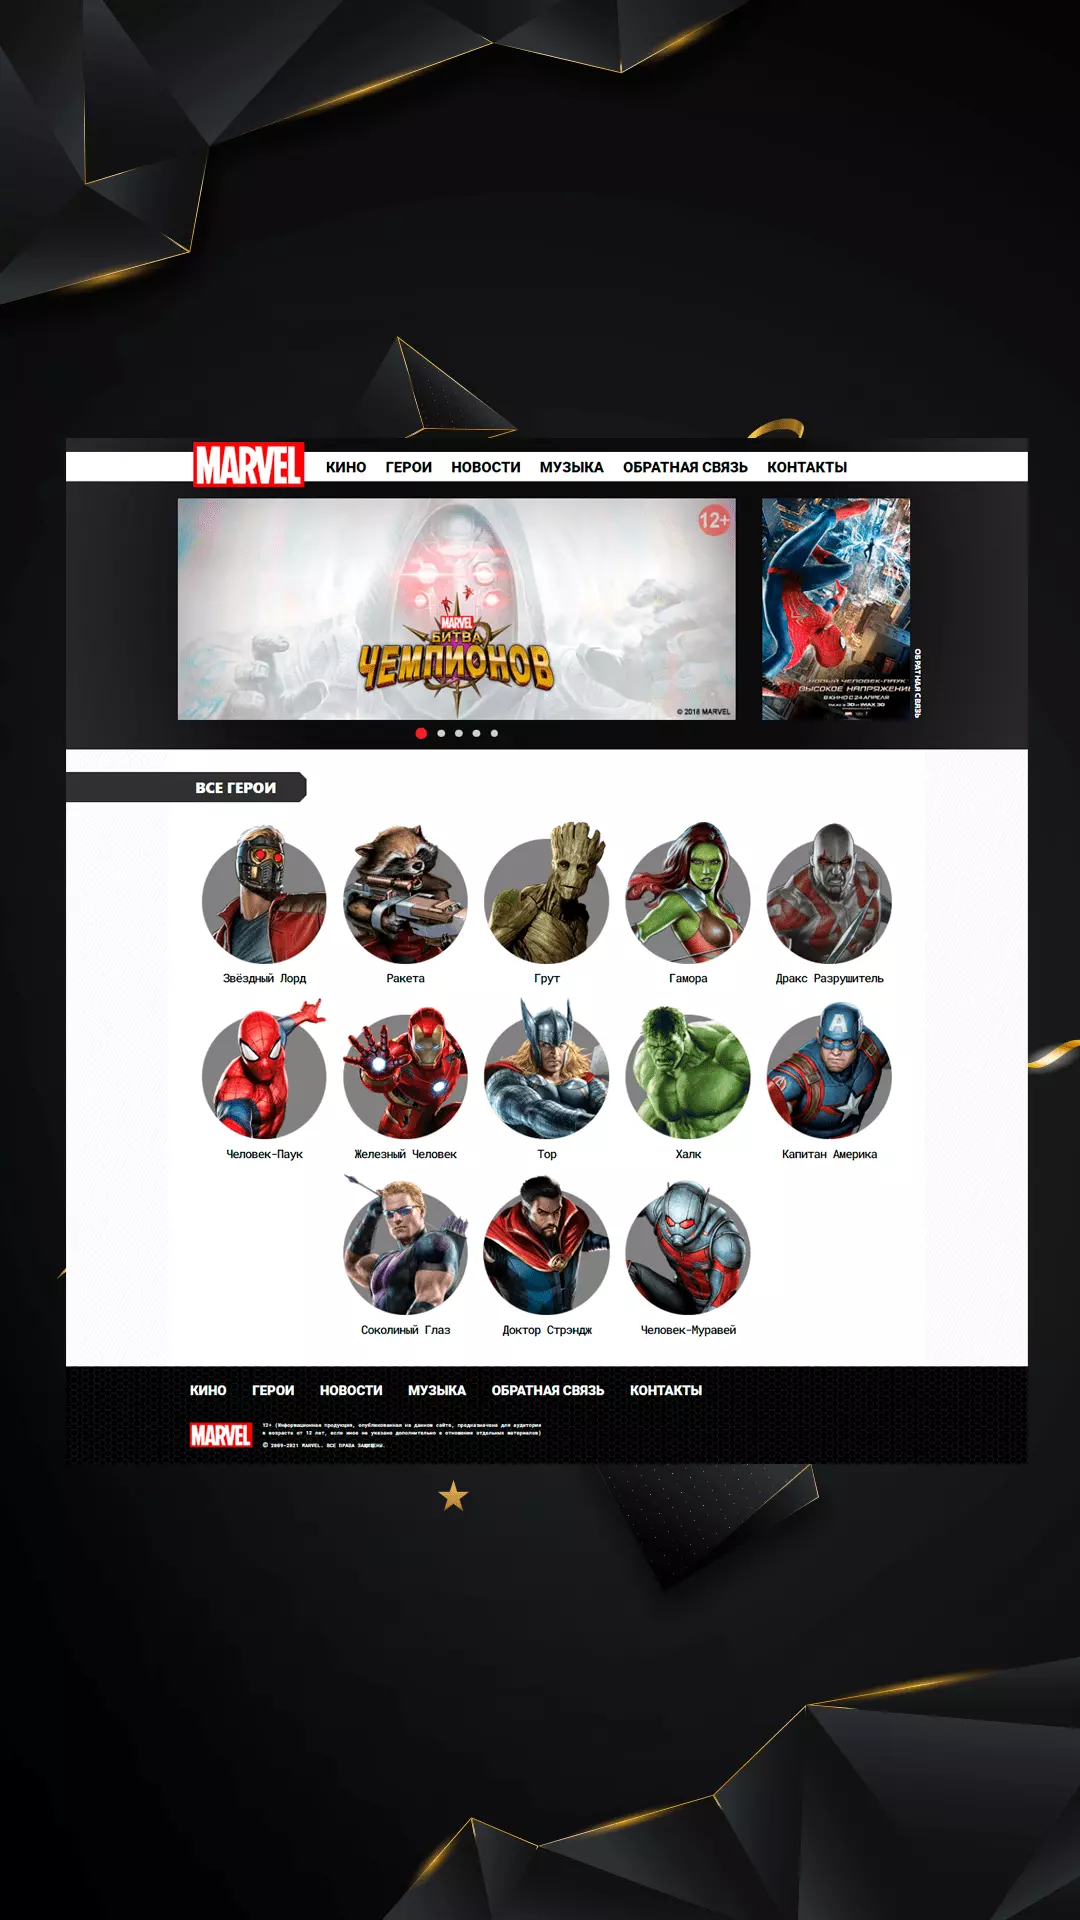 MARVEL
КИНО ГЕРОИ НОВОСТИ МУЗЫКА ОБРАТНАЯ СВЯЗЬ КОНТАКТЫ
12+
MARVEL
БИТВА
ЧЕМПИОНОВ
© 2018 MARVEL
НОВЫЙ ЧЕЛОВЕК-ПАУК
ВЫСОКОЕ НАПРЯЖЕНИЕ
В КИНО С 24 АПРЕЛЯ
ОБРАТНАЯ СВЯЗЬ
ВСЕ ГЕРОИ
Звёздный Лорд Ракета Грут Гамора Дракс Разрушитель
Человек-Паук Железный Человек Тор Халк Капитан Америка
Соколиный Глаз Доктор Стрэндж Человек-Муравей
КИНО ГЕРОИ НОВОСТИ МУЗЫКА ОБРАТНАЯ СВЯЗЬ КОНТАКТЫ
MARVEL
12+ (Информационная продукция, опубликованная на данном сайте, предназначена для аудитории
в возрасте от 12 лет, если иное не указано дополнительно в отношении отдельных материалов)
© 2009-2021 MARVEL. ВСЕ ПРАВА ЗАЩИЩЕНЫ.